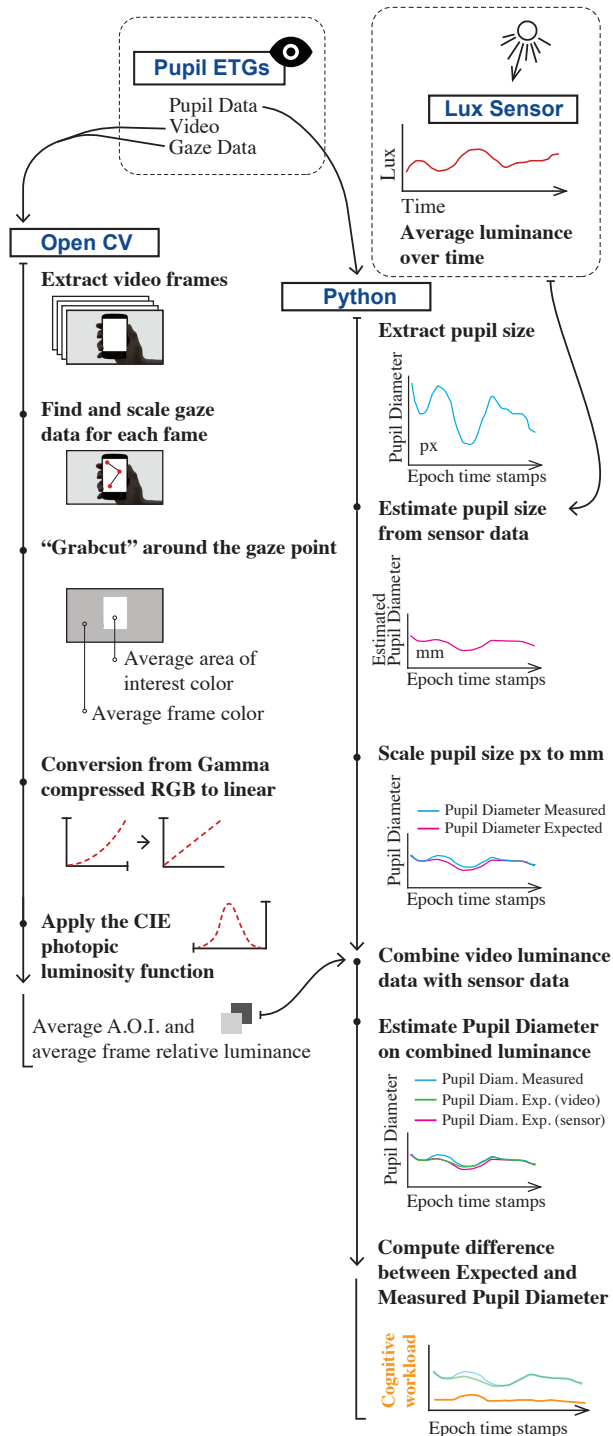 Pupil ETGs
Pupil Data
Video
Gaze Data
Lux Sensor
Lux
Time
Average luminance
over time
Open CV
Extract video frames
Find and scale gaze
data for each fame
“Grabcut” around the gaze point
Average area of
interest color
Average frame color
Conversion from Gamma
compressed RGB to linear
Apply the CIE
photopic
luminosity function
Average A.O.I. and
average frame relative luminance
Python
Extract pupil size
Pupil Diameter
px
Epoch time stamps
Estimate pupil size
from sensor data
Estimated
Pupil Diameter
mm
Epoch time stamps
Scale pupil size px to mm
Pupil Diameter Measured
Pupil Diameter Expected
Pupil Diameter
Epoch time stamps
Combine video luminance
data with sensor data
Estimate Pupil Diameter
on combined luminance
Pupil Diam. Measured
Pupil Diam. Exp. (video)
Pupil Diam. Exp. (sensor)
Pupil Diameter
Epoch time stamps
Compute difference
between Expected and
Measured Pupil Diameter
Cognitive
workload
Epoch time stamps